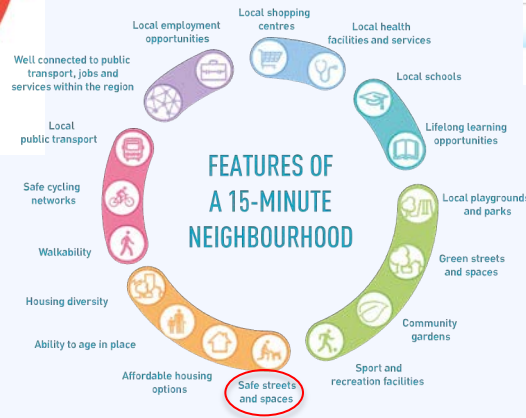 Local shopping
centres
Local health
facilities and services
Local schools
Lifelong learning
opportunities
Local playgrounds
and parks
Green streets
and spaces
Community
gardens
Sport and
recreation facilities
Safe streets
and spaces
Affordable housing
options
Ability to age in place
Housing diversity
Walkability
Safe cycling
networks
Local
public transport
Well connected to public
transport, jobs and
services within the region
Local employment
opportunities
FEATURES OF
A 15-MINUTE
NEIGHBOURHOOD